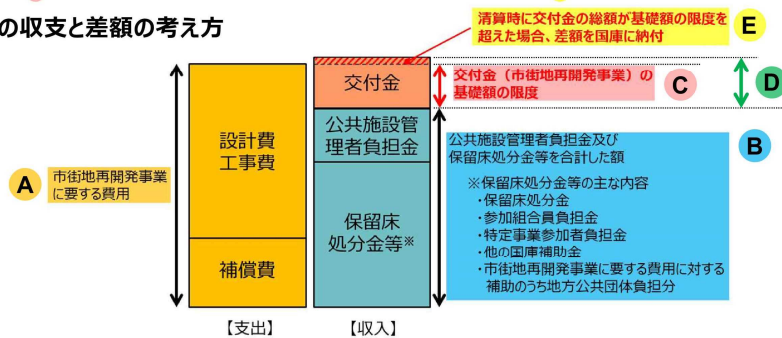 の収支と差額の考え方
清算時に交付金の総額が基礎額の限度を
超えた場合、差額を国庫に納付
E
交付金
交付金(市街地再開発事業)の
基礎額の限度
C
D
設計費
工事費
公共施設管
理者負担金
公共施設管理者負担金及び
保留床処分金等を合計した額
B
A
市街地再開発事業
に要する費用
※保留床処分金等の主な内容
・保留床処分金
・参加組合員負担金
・特定事業参加者負担金
・他の国庫補助金
・市街地再開発事業に要する費用に対する
補助のうち地方公共団体負担分
保留床
処分金等※
補償費
【支出】
【収入】